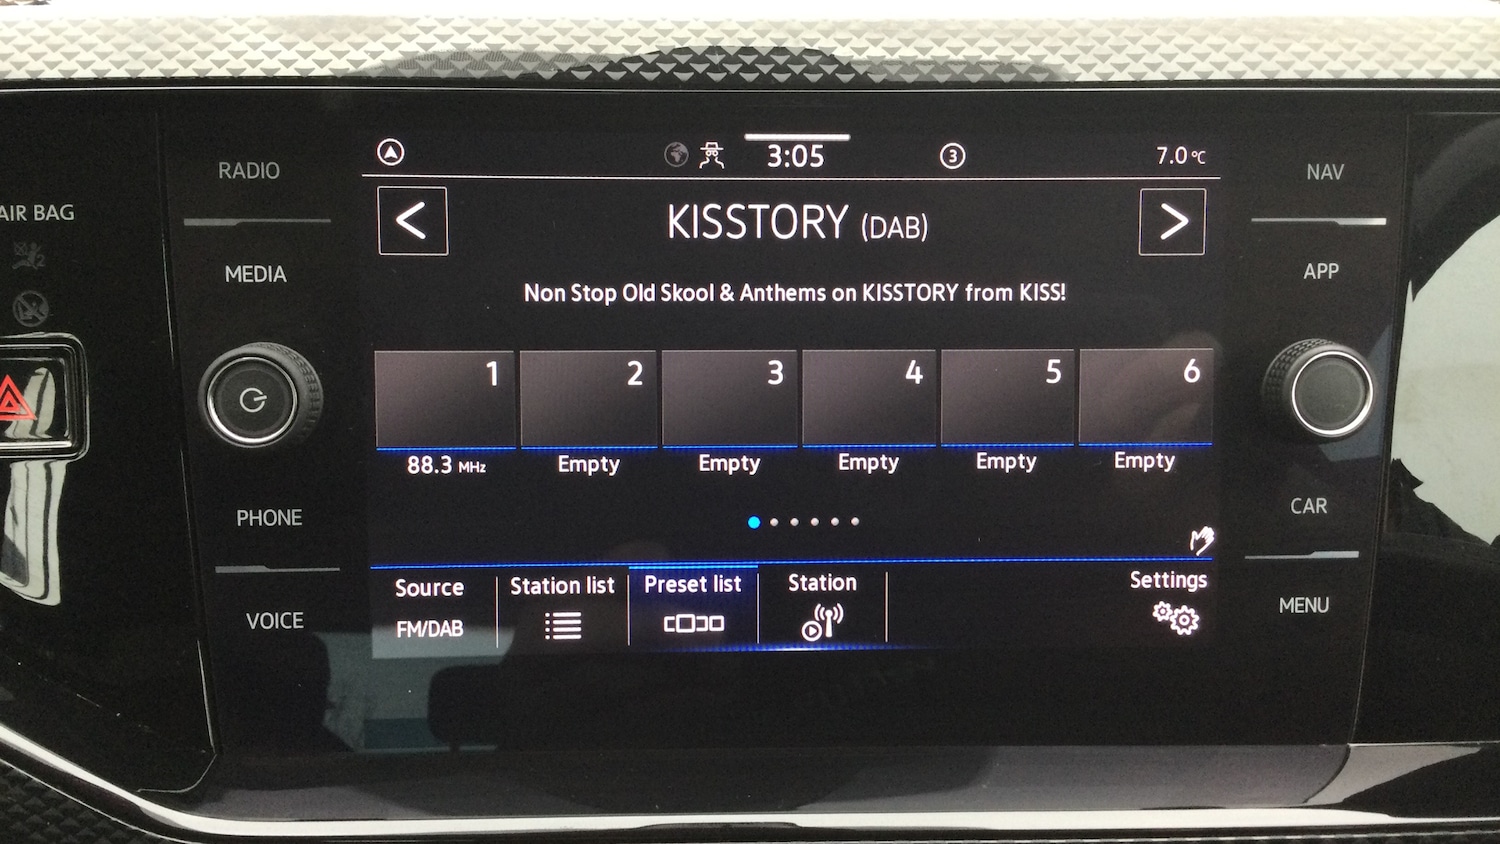 RADIO
MEDIA
PHONE
VOICE
AIR BAG
3:05
3
7.0 °C
NAV
APP
CAR
MENU
<
KISSTORY (DAB)
>
Non Stop Old Skool & Anthems on KISSTORY from KISS!
1 2 3 4 5 6
88.3 MHz Empty Empty Empty Empty Empty
Source Station list Preset list Station Settings
FM/DAB